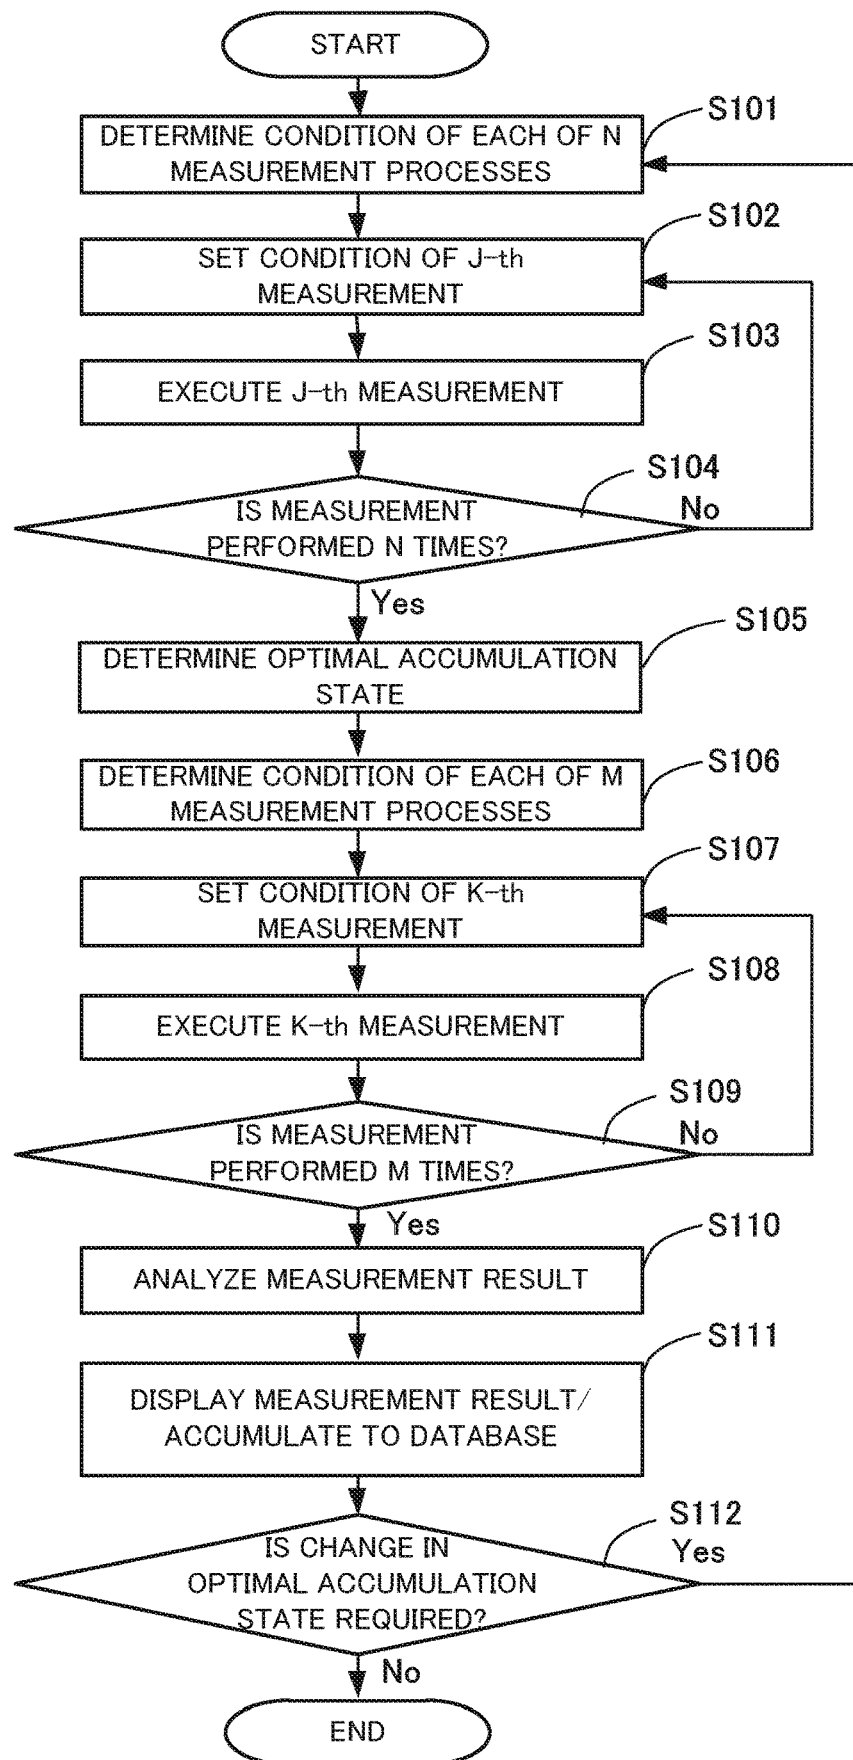 START
S101
DETERMINE CONDITION OF EACH OF N
MEASUREMENT PROCESSES
S102
SET CONDITION OF J-th
MEASUREMENT
S103
EXECUTE J-th MEASUREMENT
S104
No
IS MEASUREMENT
PERFORMED N TIMES?
Yes
S105
DETERMINE OPTIMAL ACCUMULATION
STATE
S106
DETERMINE CONDITION OF EACH OF M
MEASUREMENT PROCESSES
S107
SET CONDITION OF K-th
MEASUREMENT
S108
EXECUTE K-th MEASUREMENT
S109
No
IS MEASUREMENT
PERFORMED M TIMES?
Yes
S110
ANALYZE MEASUREMENT RESULT
S111
DISPLAY MEASUREMENT RESULT/
ACCUMULATE TO DATABASE
S112
Yes
IS CHANGE IN
OPTIMAL ACCUMULATION
STATE REQUIRED?
No
END